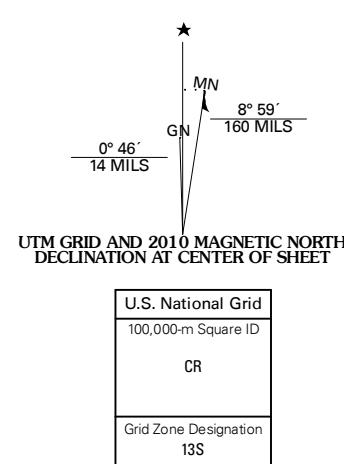 MN
GN
8° 59´
160 MILS
0° 46´
14 MILS
UTM GRID AND 2010 MAGNETIC NORTH
DECLINATION AT CENTER OF SHEET
U.S. National Grid
100,000-m Square ID
CR
Grid Zone Designation
13S